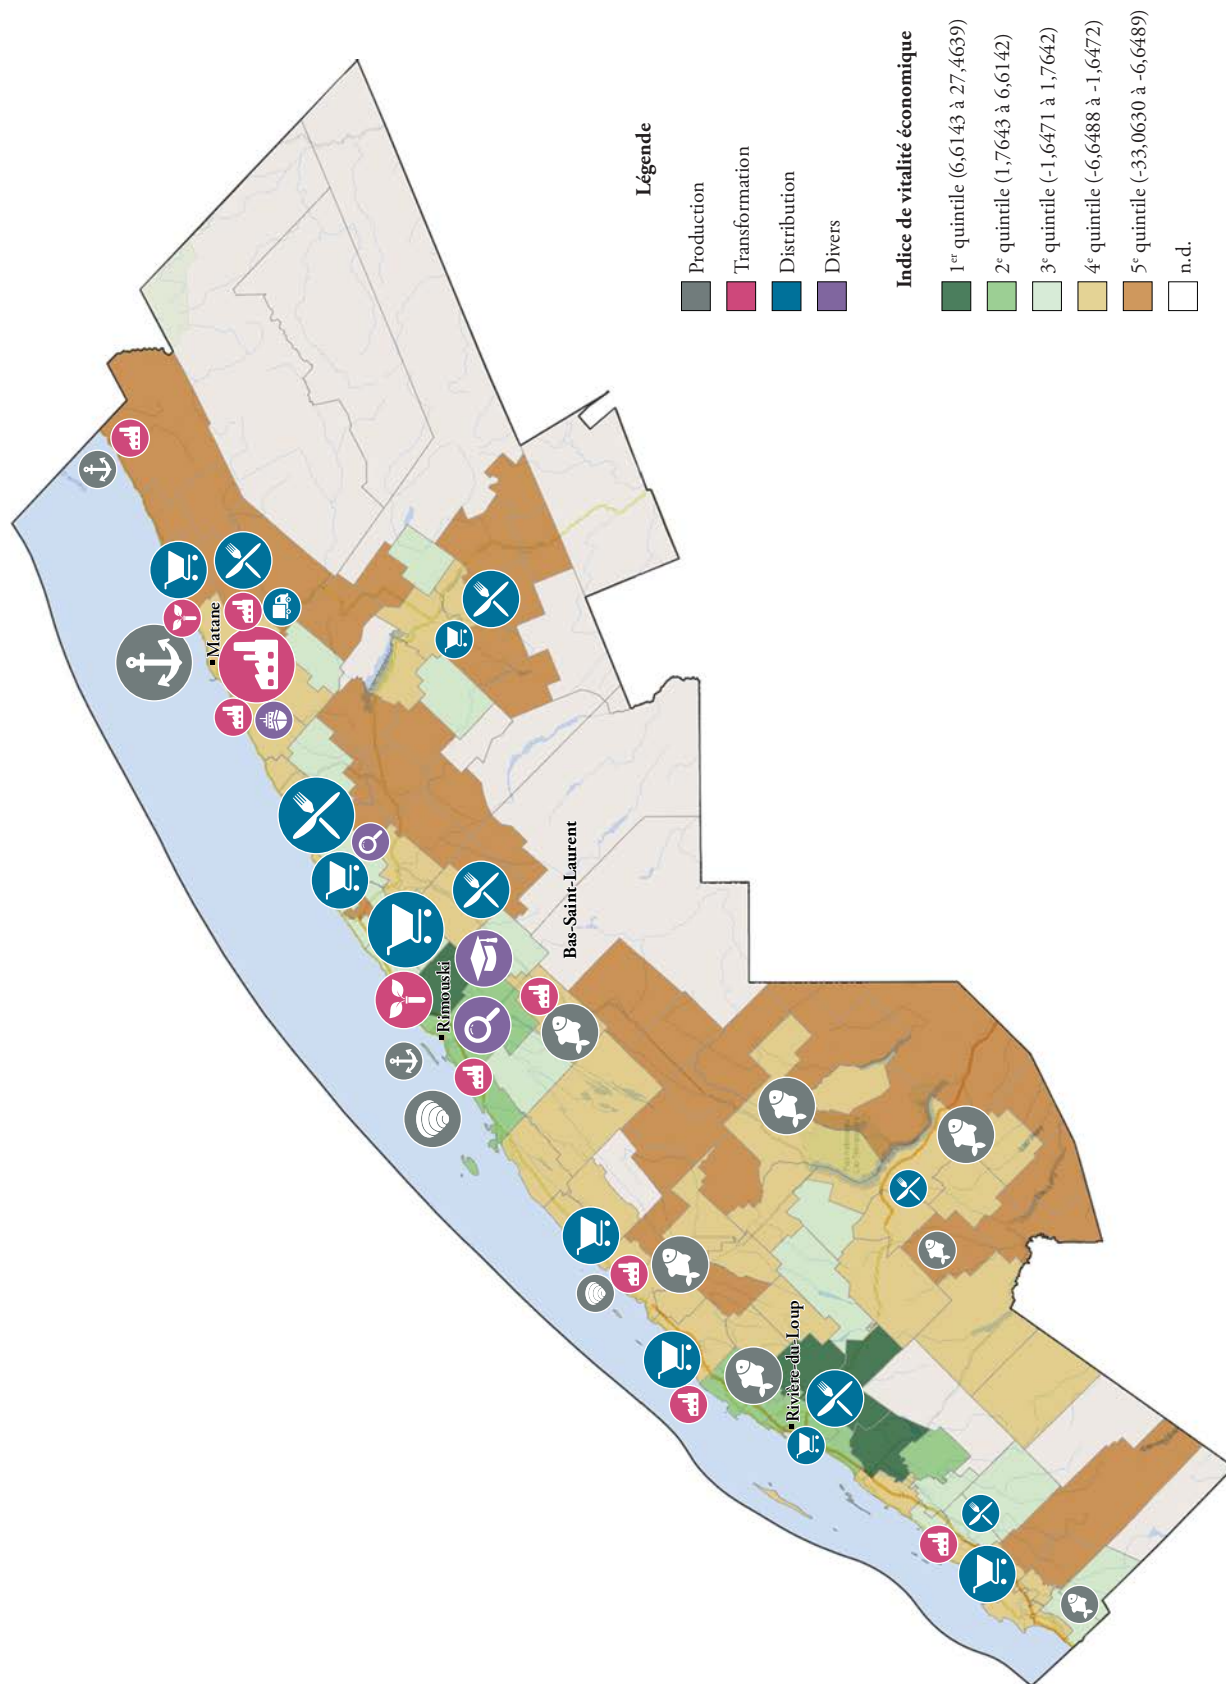 Matane
Rimouski
Bas-Saint-Laurent
Rivière-du-Loup
Légende
Production
Transformation
Distribution
Divers
Indice de vitalité économique
1er quintile (6,6143 à 27,4639)
2e quintile (1,7643 à 6,6142)
3e quintile (-1,6471 à 1,7642)
4e quintile (-6,6488 à -1,6472)
5e quintile (-33,0630 à -6,6489)
n.d.